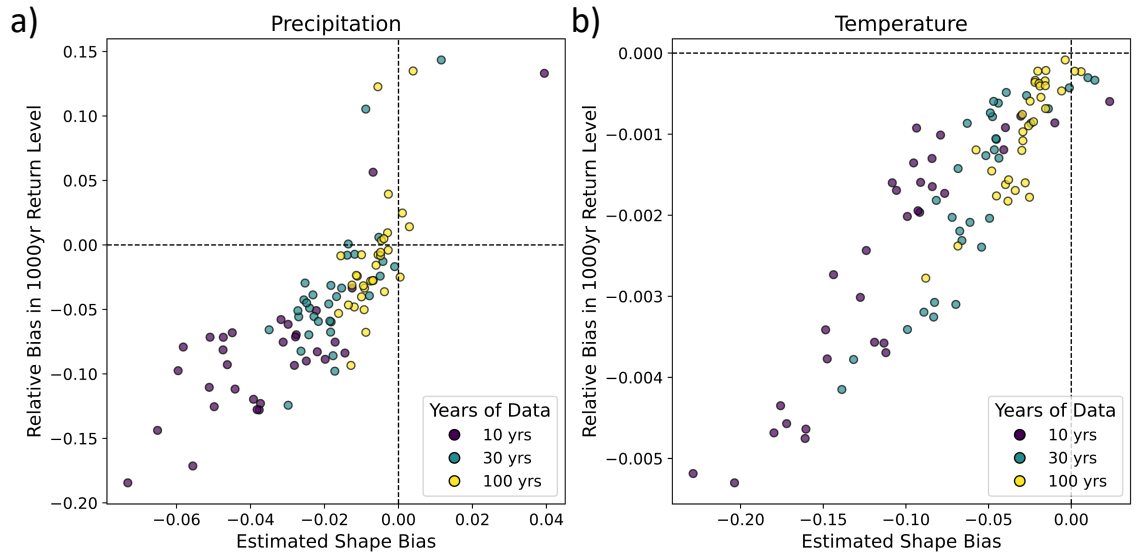 a)
Precipitation
Relative Bias in 1000yr Return Level
0.15
0.10
0.05
0.00
−0.05
−0.10
−0.15
−0.20
−0.06
−0.04
−0.02
0.00
0.02
0.04
Estimated Shape Bias
Years of Data
10 yrs
30 yrs
100 yrs
b)
Temperature
Relative Bias in 1000yr Return Level
0.000
−0.001
−0.002
−0.003
−0.004
−0.005
−0.20
−0.15
−0.10
−0.05
0.00
Estimated Shape Bias
Years of Data
10 yrs
30 yrs
100 yrs